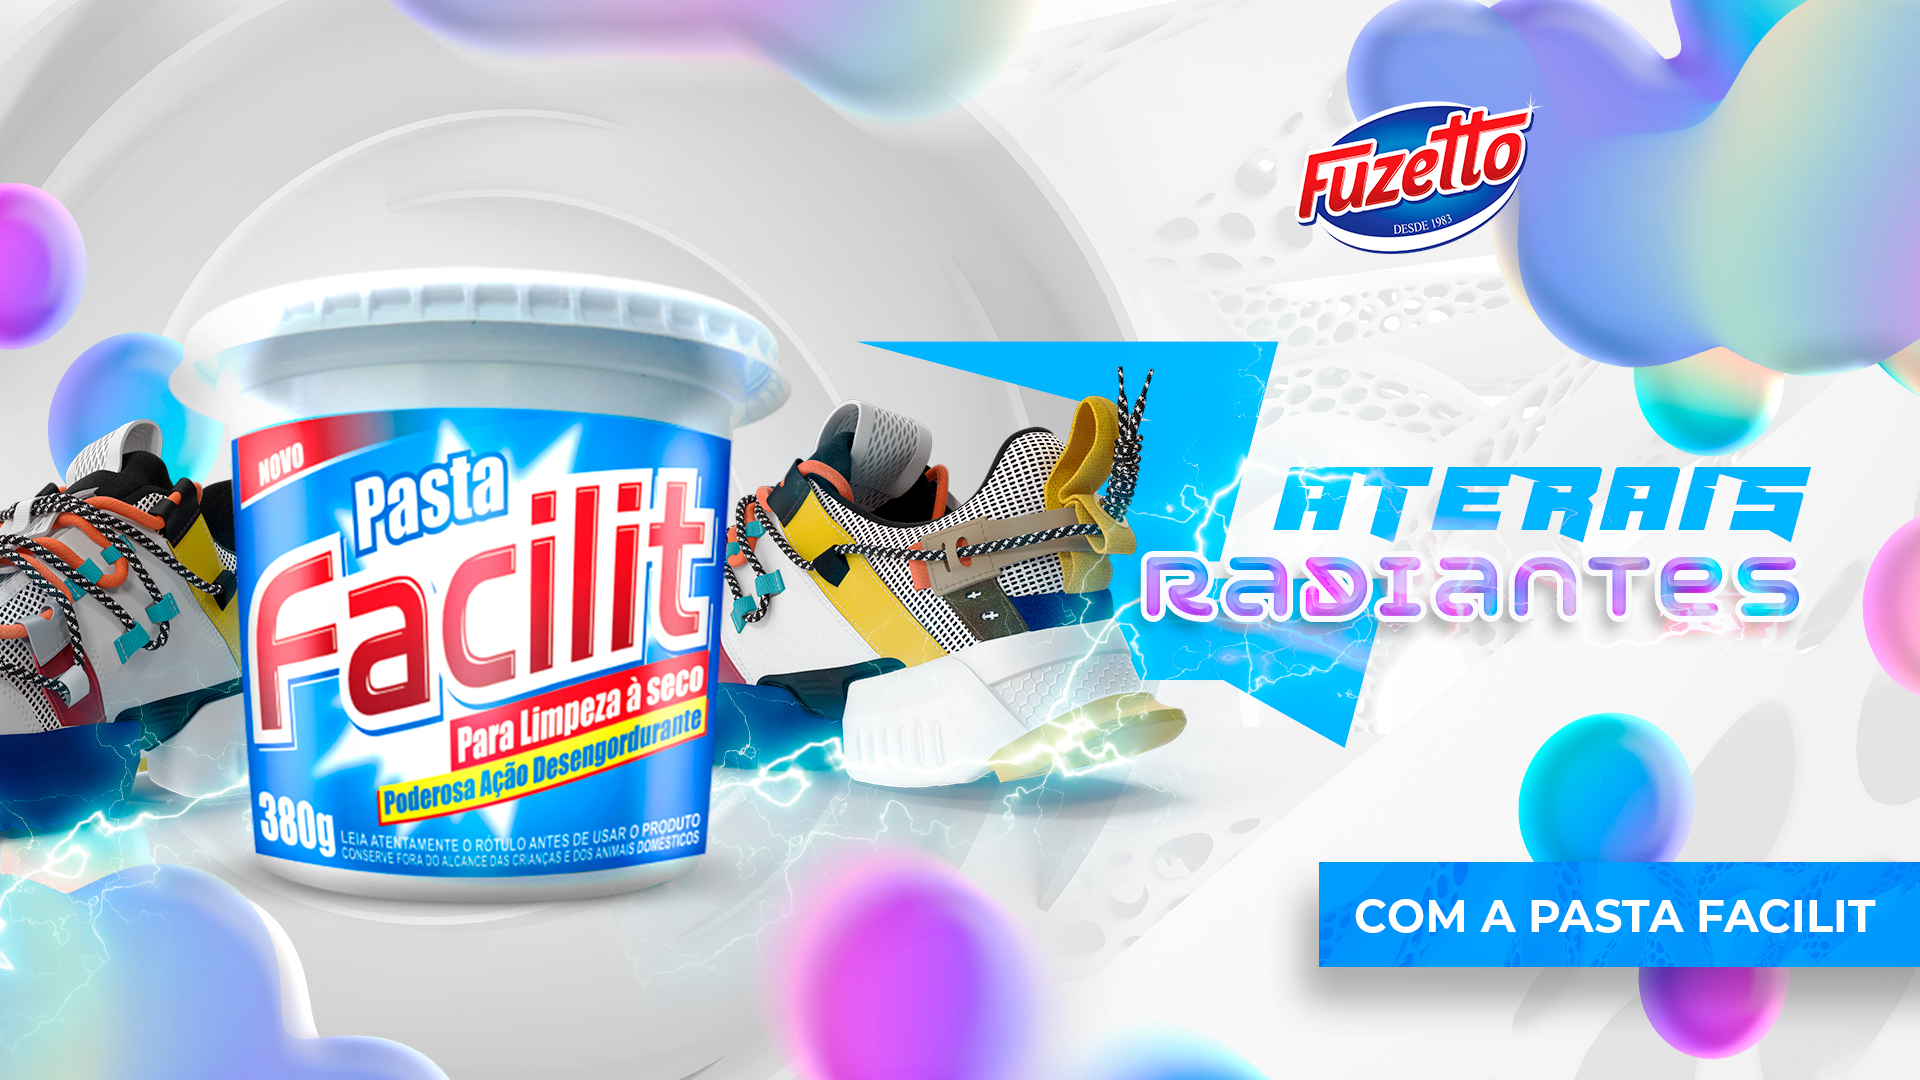 Fuzetto
DESDE 1983
NOVO
Pasta
Facilit
Para Limpeza à seco
Poderosa Ação Desengordurante
380g
LEIA ATENTAMENTE O RÓTULO ANTES DE USAR O PRODUTO
CONSERVE FORA DO ALCANCE DAS CRIANÇAS E DOS ANIMAIS DOMÉSTICOS
ATERAIS
RADIANTES
COM A PASTA FACILIT